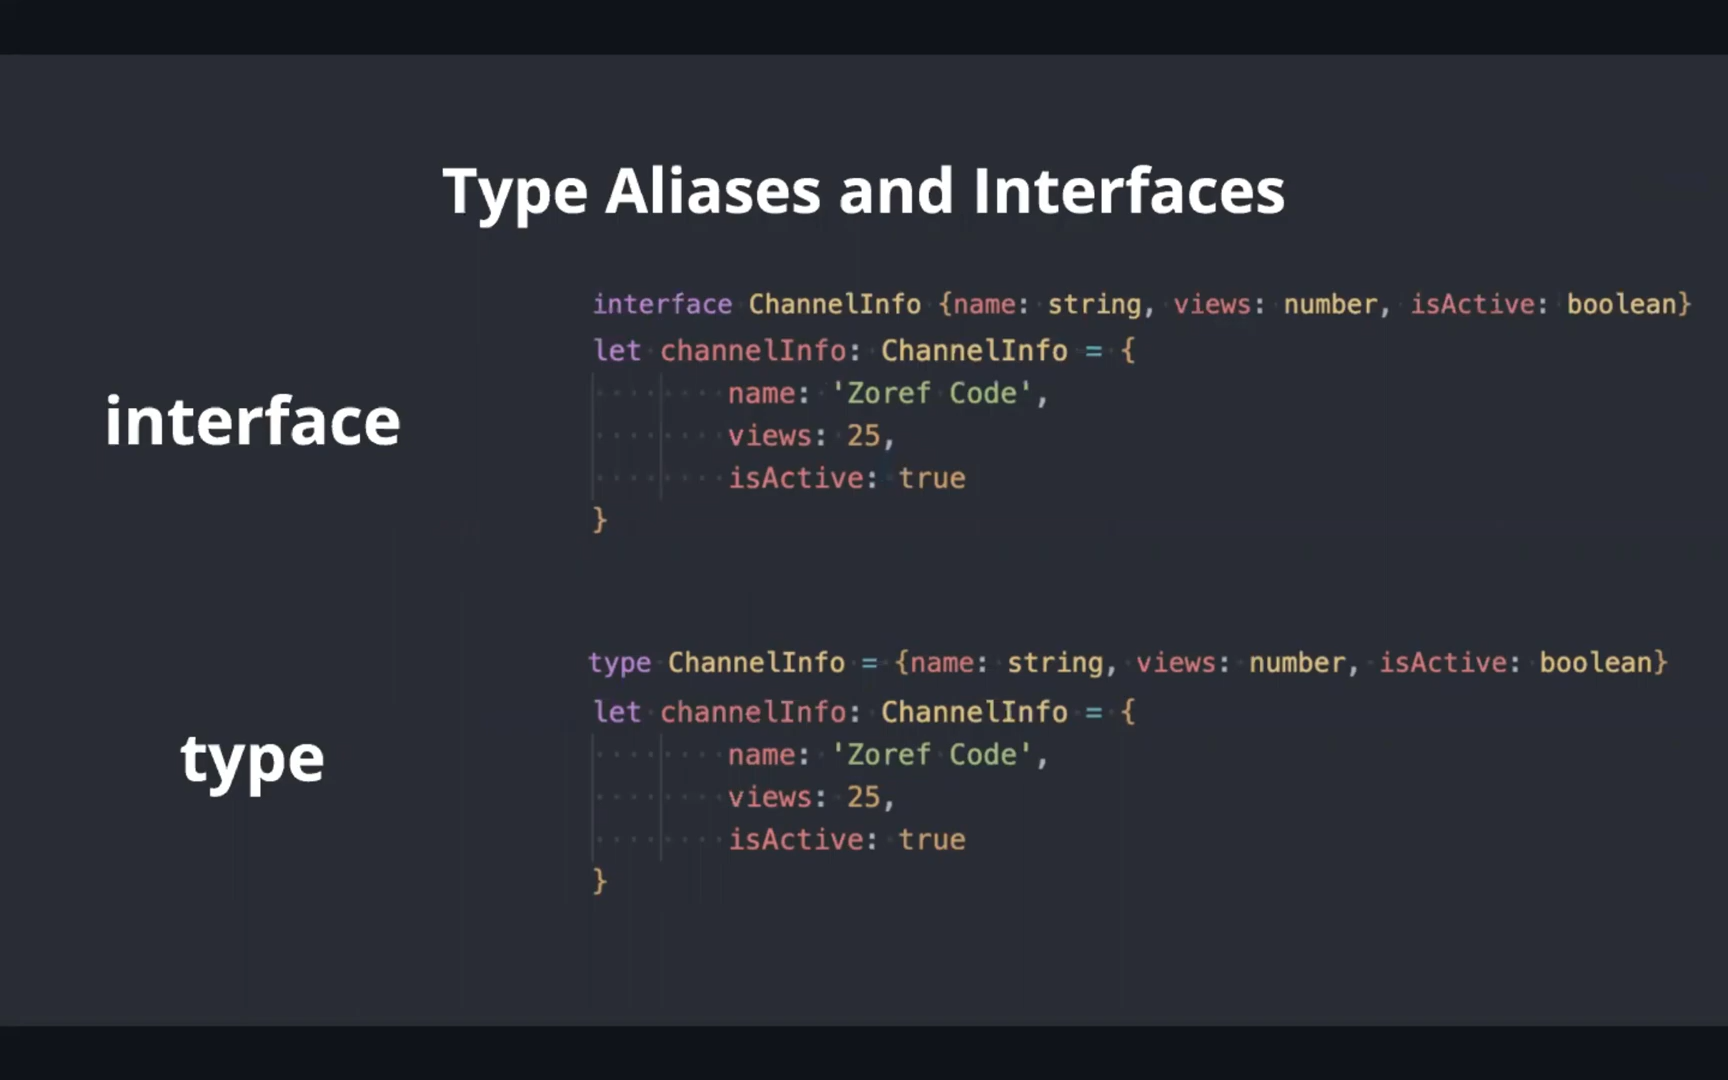 Type Aliases and Interfaces
interface
interface ChannelInfo {name: string, views: number, isActive: boolean}
let channelInfo: ChannelInfo = {
name: 'Zoref Code',
views: 25,
isActive: true
}
type
type ChannelInfo = {name: string, views: number, isActive: boolean}
let channelInfo: ChannelInfo = {
name: 'Zoref Code',
views: 25,
isActive: true
}